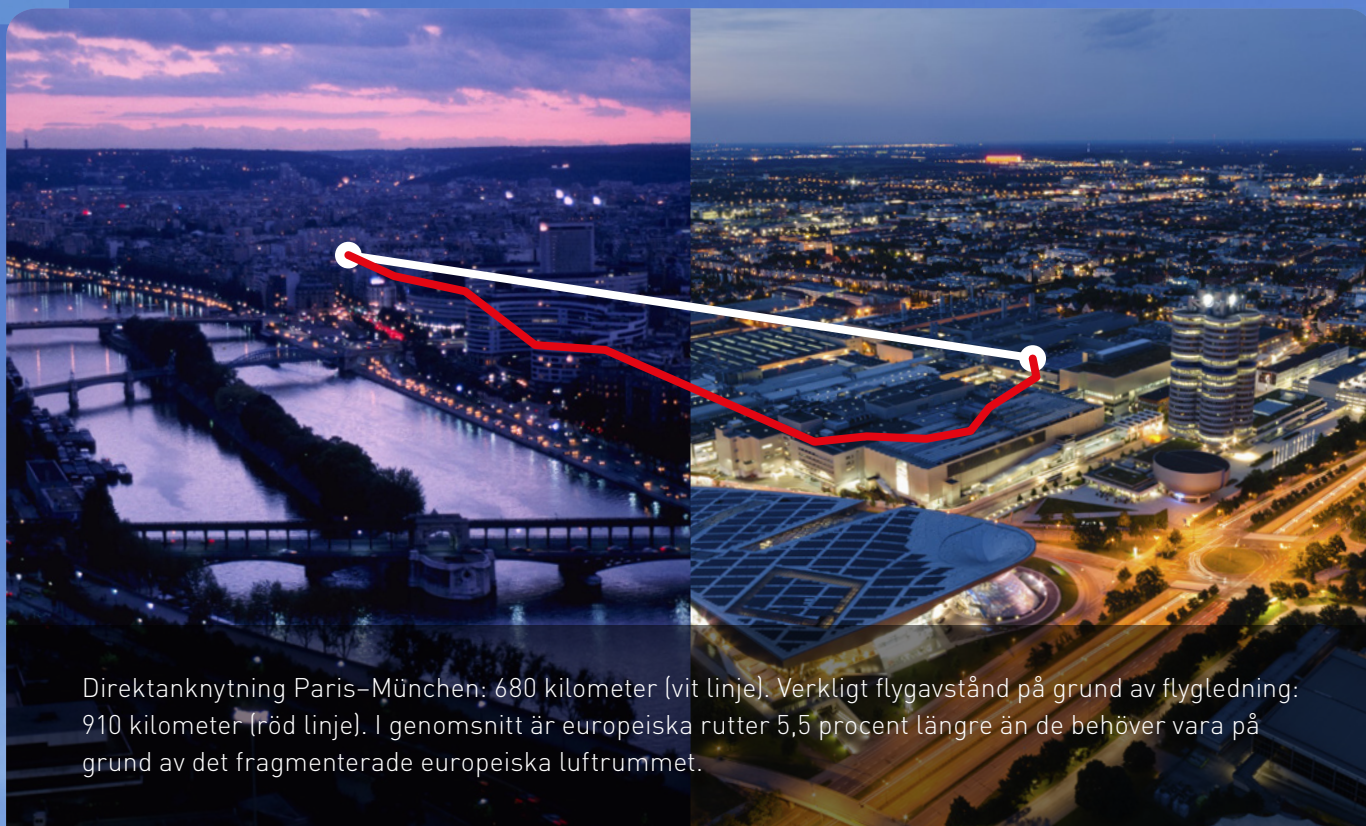 Direktanknytning Paris–München: 680 kilometer (vit linje). Verkligt flygavstånd på grund av flygledning:
910 kilometer (röd linje). I genomsnitt är europeiska rutter 5,5 procent längre än de behöver vara på
grund av det fragmenterade europeiska luftrummet.